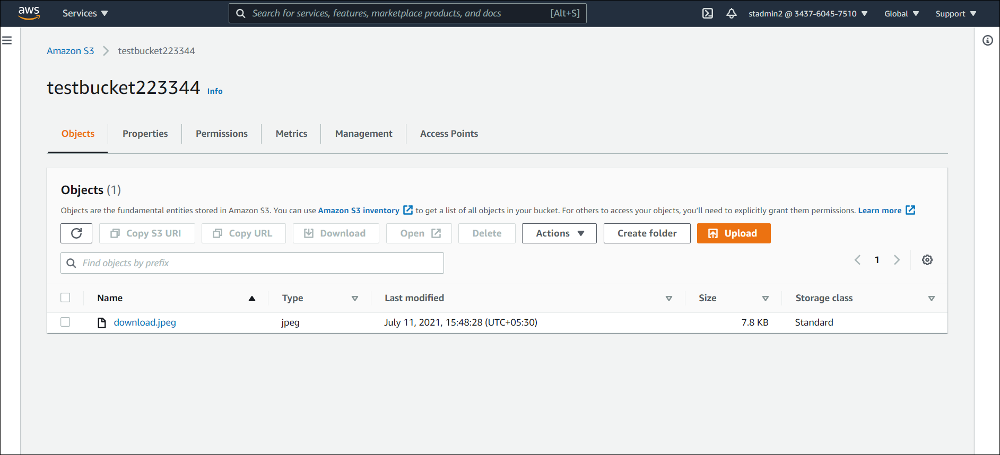 aws Services Search for services, features, marketplace products, and docs [Alt+S] stadmin2 @ 3437-6045-7510 Global Support
Amazon S3 testbucket223344
testbucket223344 Info
Objects Properties Permissions Metrics Management Access Points
Objects (1)
Objects are the fundamental entities stored in Amazon S3. You can use Amazon S3 inventory to get a list of all objects in your bucket. For others to access your objects, you'll need to explicitly grant them permissions. Learn more
Copy S3 URI Copy URL Download Open Delete Actions Create folder Upload
Find objects by prefix 1
Name Type Last modified Size Storage class
download.jpeg jpeg July 11, 2021, 15:48:28 (UTC+05:30) 7.8 KB Standard